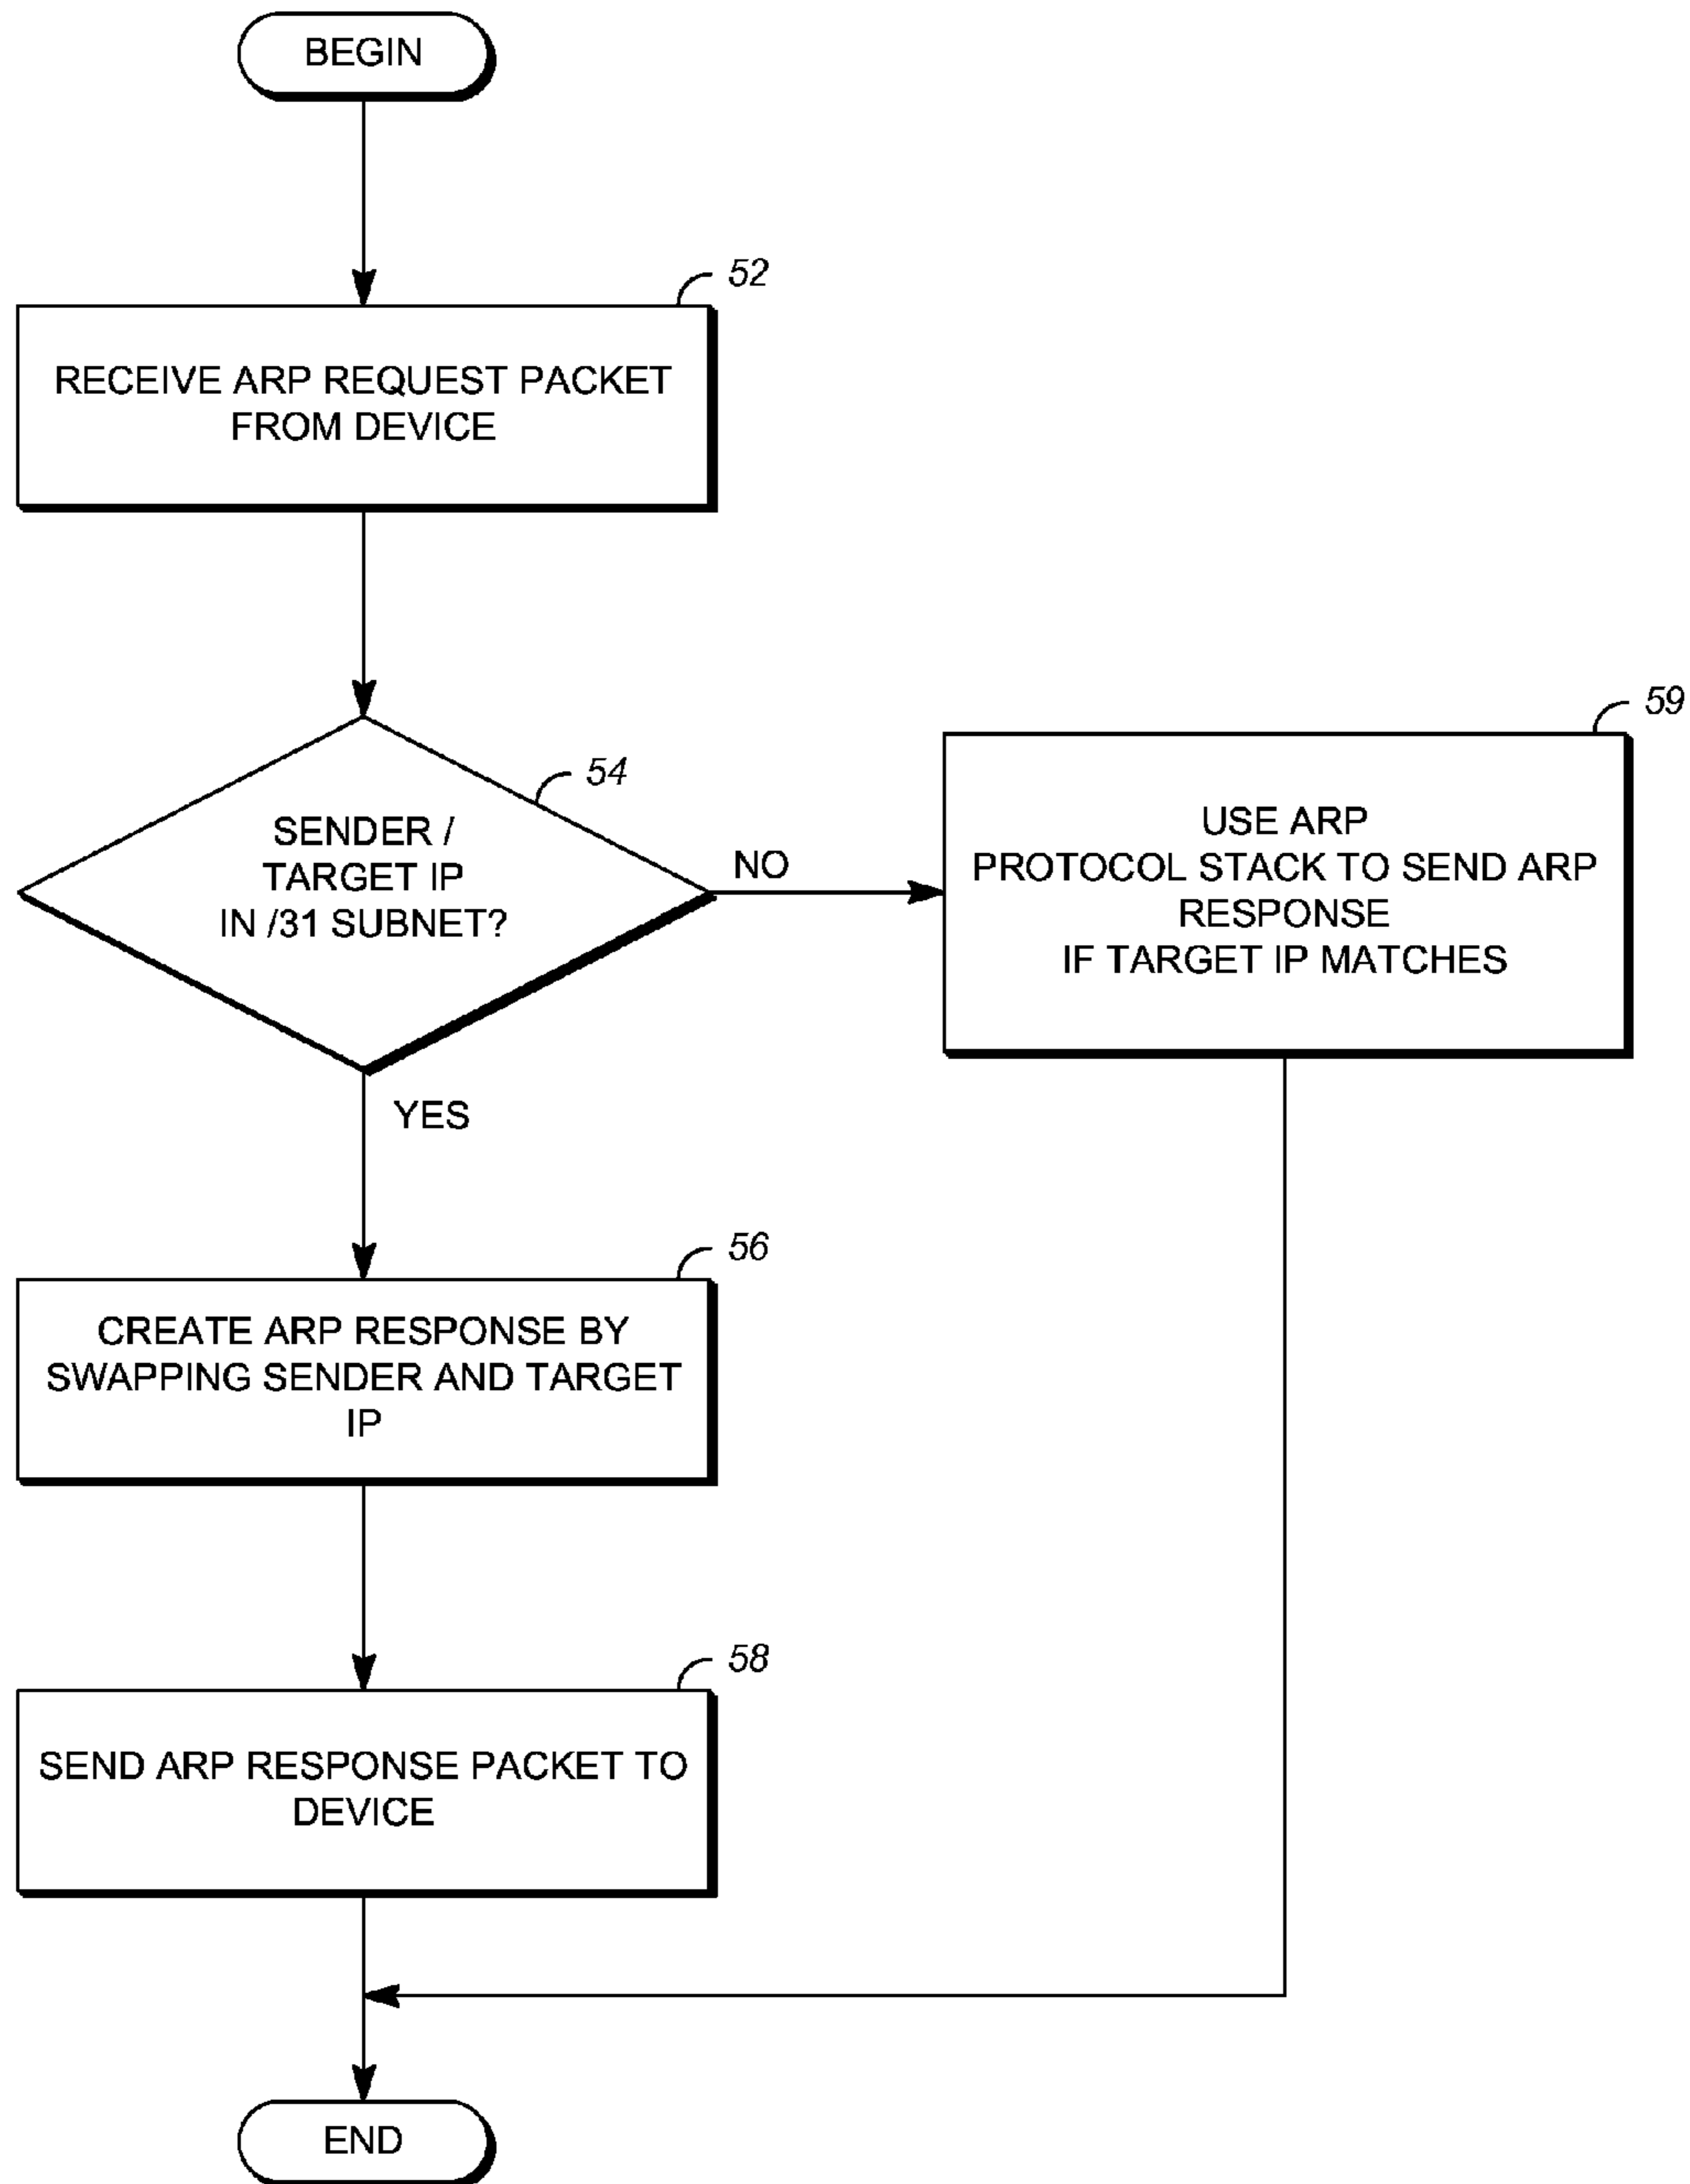 BEGIN
52
RECEIVE ARP REQUEST PACKET
FROM DEVICE
54
SENDER /
TARGET IP
IN /31 SUBNET?
NO
59
USE ARP
PROTOCOL STACK TO SEND ARP
RESPONSE
IF TARGET IP MATCHES
YES
56
CREATE ARP RESPONSE BY
SWAPPING SENDER AND TARGET
IP
58
SEND ARP RESPONSE PACKET TO
DEVICE
END